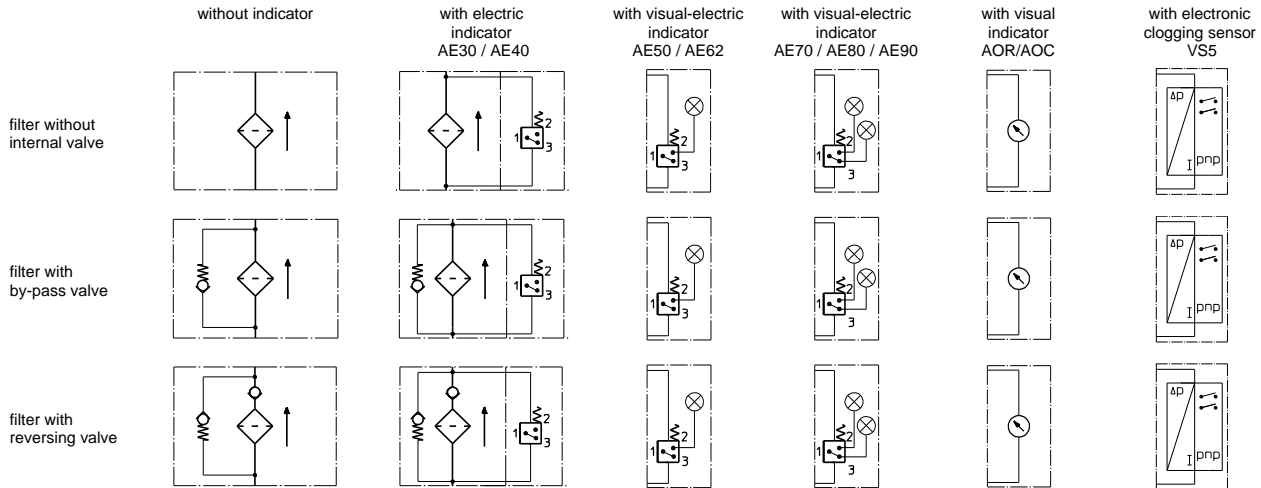 without indicator
with electric
indicator
AE30 / AE40
with visual-electric
indicator
AE50 / AE62
with visual-electric
indicator
AE70 / AE80 / AE90
with visual
indicator
AOR/AOC
with electronic
clogging sensor
VS5
filter without
internal valve
1 2 3
1 2 3
1 2 3
Δp
I pnp
filter with
by-pass valve
1 2 3
1 2 3
1 2 3
Δp
I pnp
filter with
reversing valve
1 2 3
1 2 3
1 2 3
Δp
I pnp